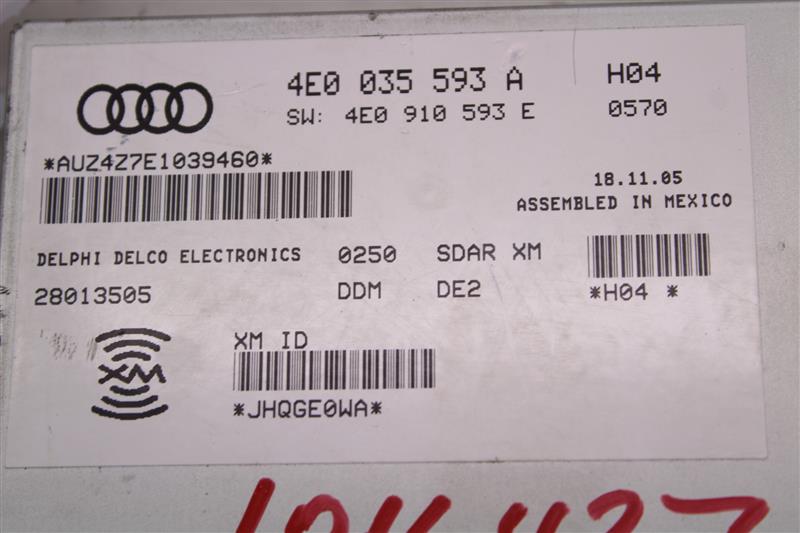 4E0 035 593 A H04
SW: 4E0 910 593 E 0570
*AUZ4Z7E1039460*
18.11.05
ASSEMBLED IN MEXICO
DELPHI DELCO ELECTRONICS 0250 SDAR XM
28013505 DDM DE2 *H04 *
XM ID
XM
*JHQGE0WA*